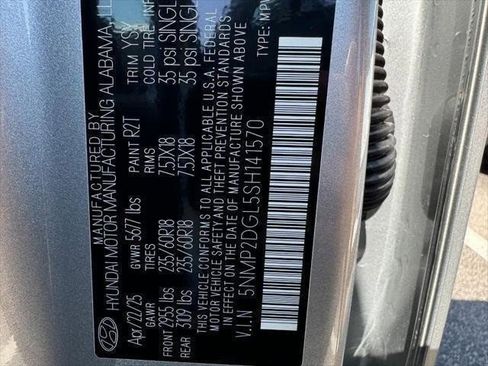 MANUFACTURED BY
HYUNDAI MOTOR MANUFACTURING ALABAMA, LL
Apr/22/25 PAINT R2T TRIM YSX
GVWR 5677 lbs
GAWR RIMS COLD TIRE INF
FRONT 2955 lbs 235/60R18 7.5JX18 35 psi SINGL
REAR 3109 lbs 235/60R18 7.5JX18 35 psi SINGL
THIS VEHICLE CONFORMS TO ALL APPLICABLE U.S.A. FEDERAL
MOTOR VEHICLE SAFETY AND THEFT PREVENTION STANDARDS
IN EFFECT ON THE DATE OF MANUFACTURE SHOWN ABOVE
V.I.N 5NMP2DGL5SH141570 TYPE: MPV